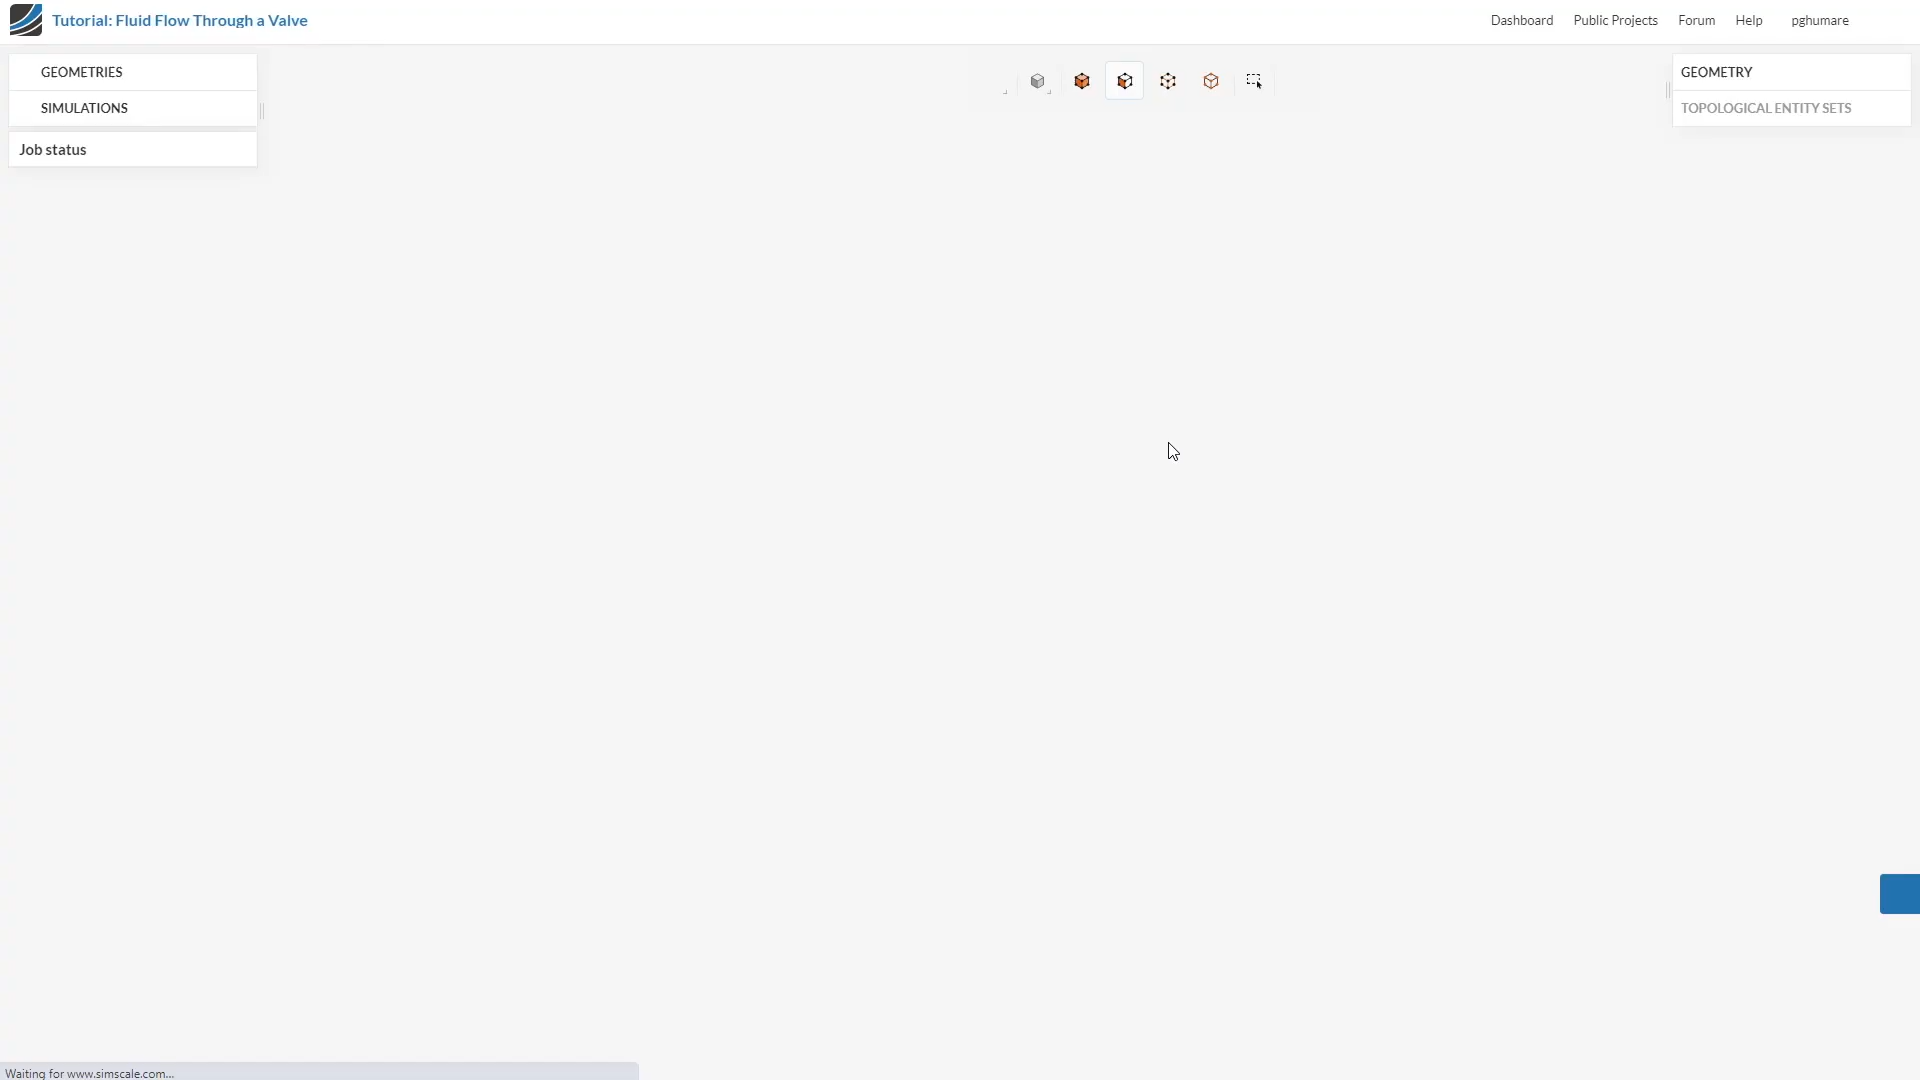 Tutorial: Fluid Flow Through a Valve
Dashboard Public Projects Forum Help pghumare
GEOMETRIES
SIMULATIONS
Job status
GEOMETRY
TOPOLOGICAL ENTITY SETS
Waiting for www.simscale.com...